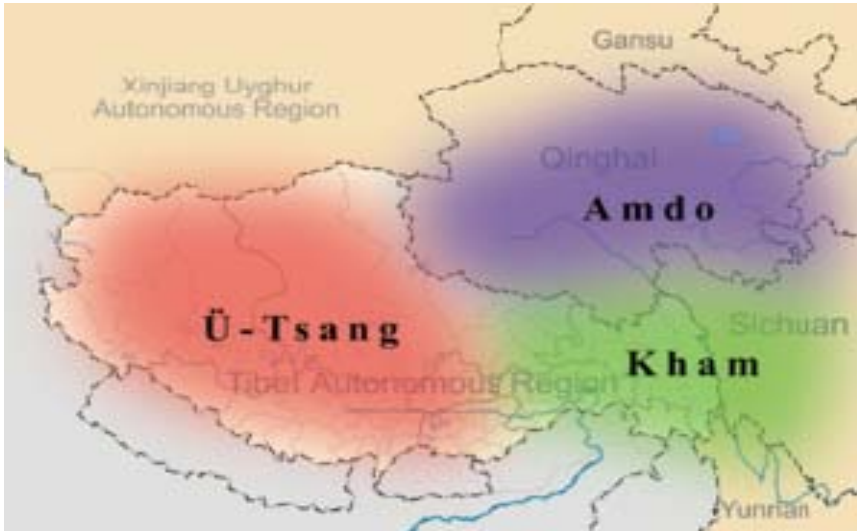 Gansu
Xinjiang Uyghur
Autonomous Region
Qinghai
Amdo
Ü-Tsang
Sichuan
Kham
Tibet Autonomous Region
Yunnan